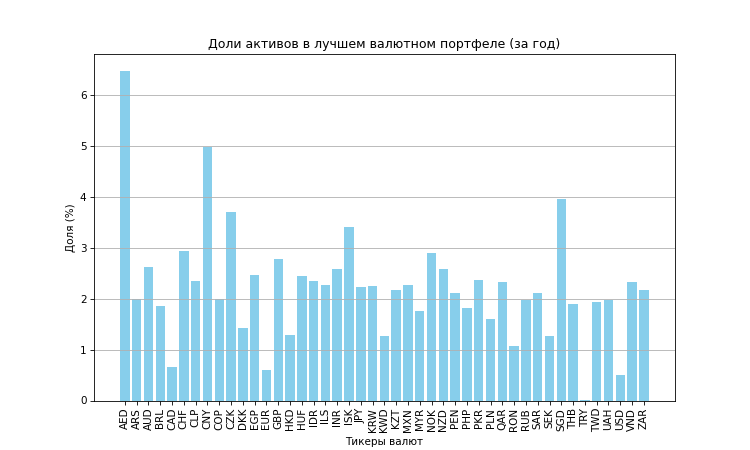 Доли активов в лучшем валютном портфеле (за год)
Доля (%)
6
5
4
3
2
1
0
AED ARS AUD BRL CAD CHF CLP CNY COP CZK DKK EGP EUR GBP HKD HUF IDR ILS INR ISK JPY KRW KWD KZT MXN MYR NOK NZD PEN PHP PKR PLN QAR RON RUB SAR SEK SGD THB TRY TWD UAH USD VND ZAR
Тикеры валют